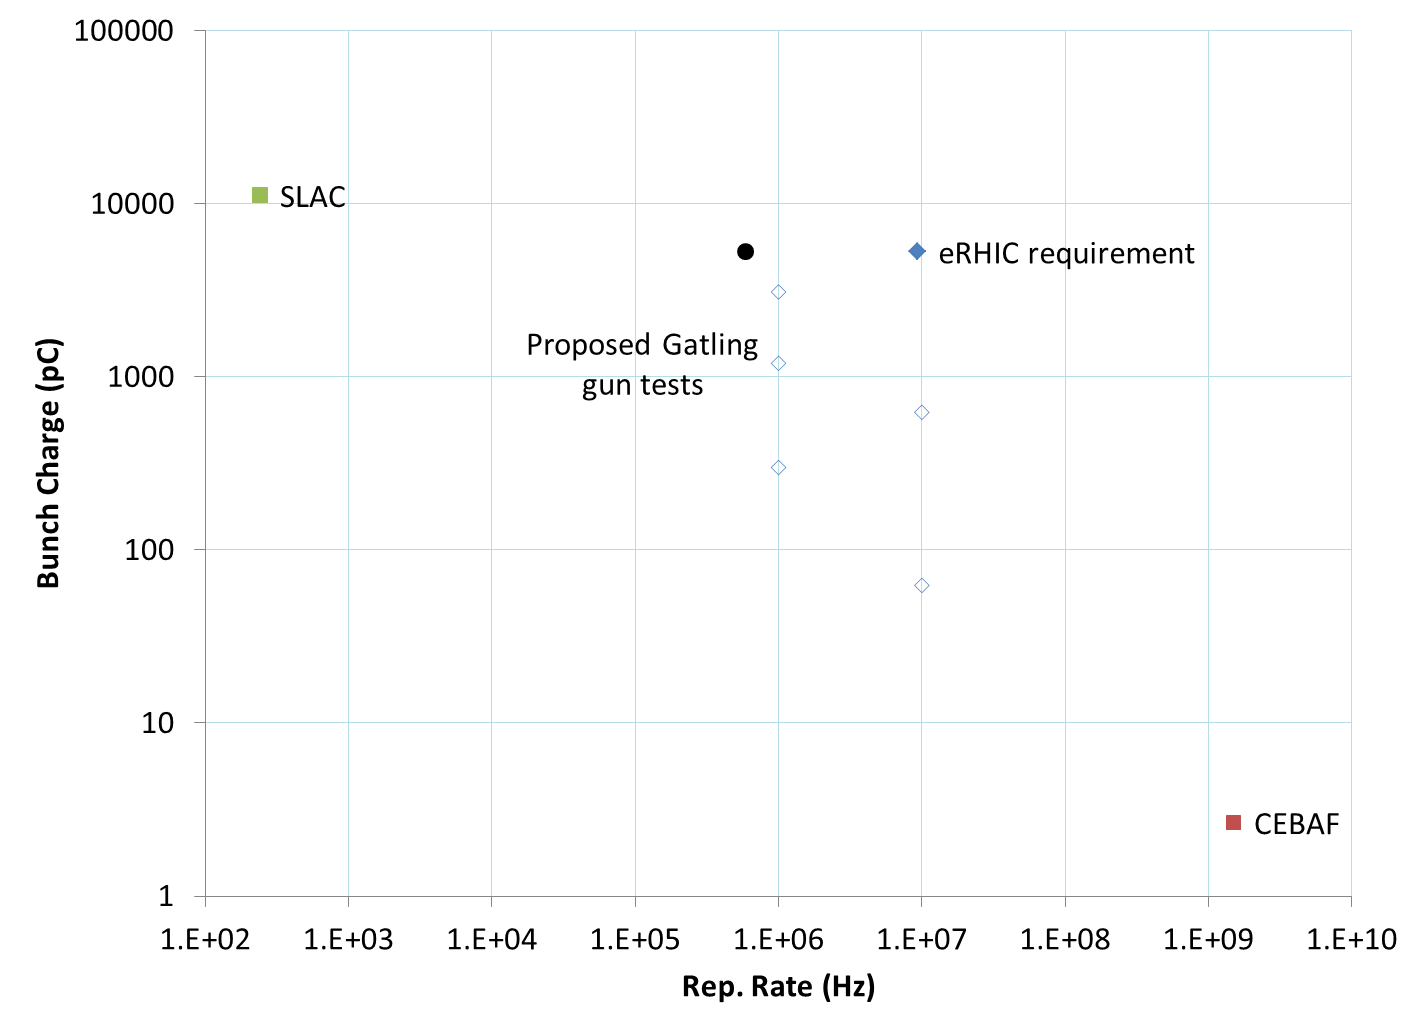 100000
10000
1000
100
10
1
Bunch Charge (pC)
SLAC
eRHIC requirement
Proposed Gatling
gun tests
CEBAF
1.E+02 1.E+03 1.E+04 1.E+05 1.E+06 1.E+07 1.E+08 1.E+09 1.E+10
Rep. Rate (Hz)